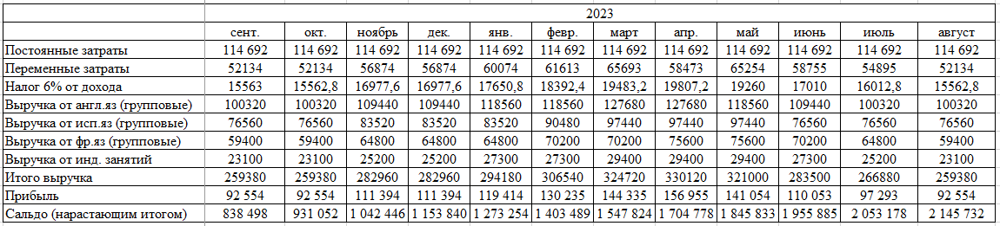 2023
сент. окт. ноябрь дек. янв. февр. март апр. май июнь июль август
Постоянные затраты 114 692 114 692 114 692 114 692 114 692 114 692 114 692 114 692 114 692 114 692 114 692 114 692
Переменные затраты 52134 52134 56874 56874 60074 61613 65693 58473 65254 58755 54895 52134
Налог 6% от дохода 15563 15562,8 16977,6 16977,6 17650,8 18392,4 19483,2 19807,2 19260 17010 16012,8 15562,8
Выручка от англ.яз (групповые) 100320 100320 109440 109440 118560 118560 127680 127680 118560 109440 100320 100320
Выручка от исп.яз (групповые) 76560 76560 83520 83520 83520 90480 97440 97440 97440 76560 76560 76560
Выручка от фр.яз (групповые) 59400 59400 64800 64800 64800 70200 70200 75600 75600 70200 64800 59400
Выручка от инд. занятий 23100 23100 25200 25200 27300 27300 29400 29400 29400 27300 25200 23100
Итого выручка 259380 259380 282960 282960 294180 306540 324720 330120 321000 283500 266880 259380
Прибыль 92 554 92 554 111 394 111 394 119 414 130 235 144 335 156 955 141 054 110 053 97 293 92 554
Сальдо (нарастающим итогом) 838 498 931 052 1 042 446 1 153 840 1 273 254 1 403 489 1 547 824 1 704 778 1 845 833 1 955 885 2 053 178 2 145 732